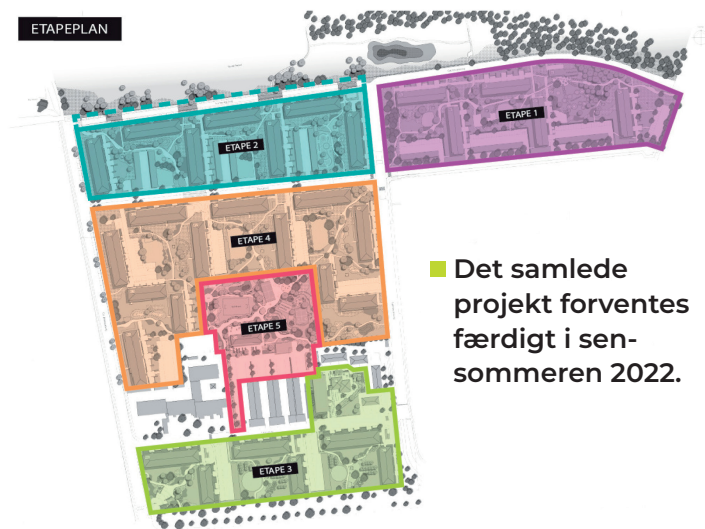 ETAPEPLAN
ETAPE 1
ETAPE 2
ETAPE 4
ETAPE 5
ETAPE 3
Det samlede
projekt forventes
færdigt i sen-
sommeren 2022.